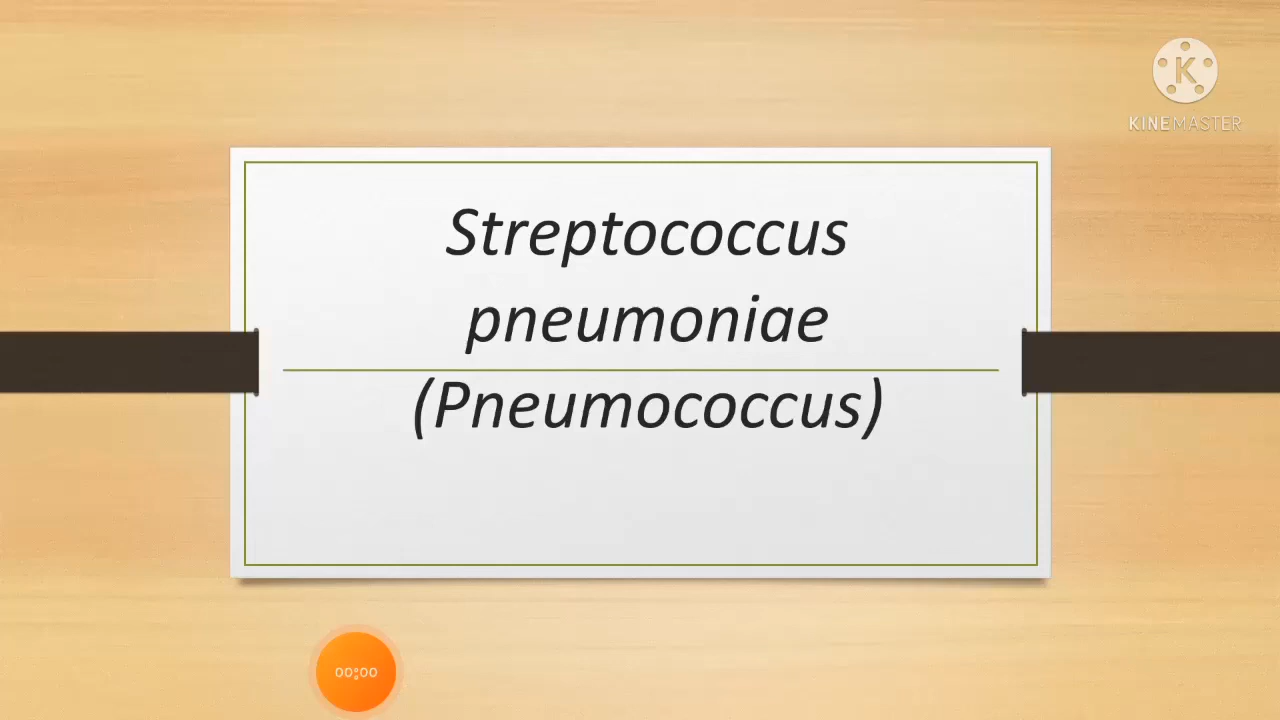 K
KINEMASTER
Streptococcus
pneumoniae
(Pneumococcus)
00:00